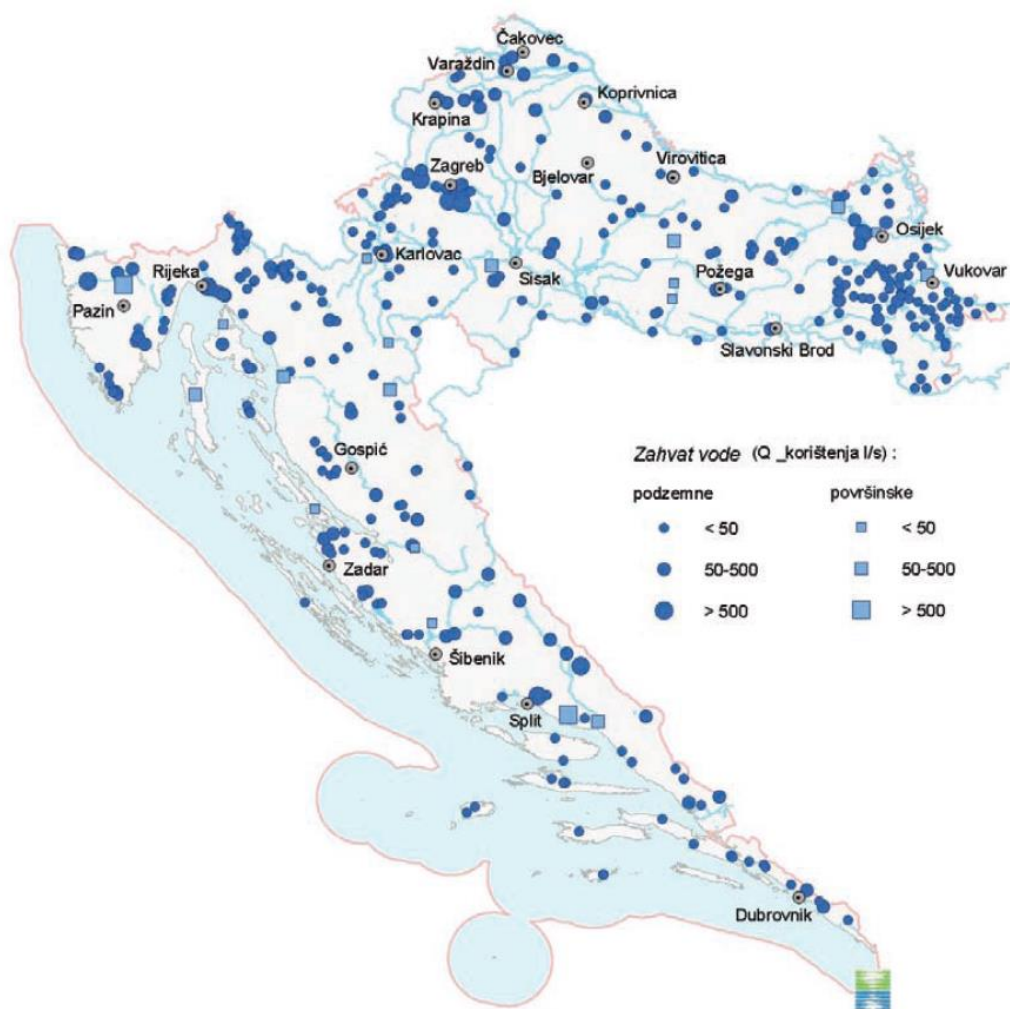 Čakovec
Varaždin
Koprivnica
Krapina
Virovitica
Bjelovar
Zagreb
Osijek
Karlovac
Sisak
Rijeka
Požega
Vukovar
Pazin
Slavonski Brod
Gospić
Zahvat vode (Q _korištenja l/s) :
podzemne površinske
< 50 < 50
50-500 50-500
> 500 > 500
Zadar
Šibenik
Split
Dubrovnik